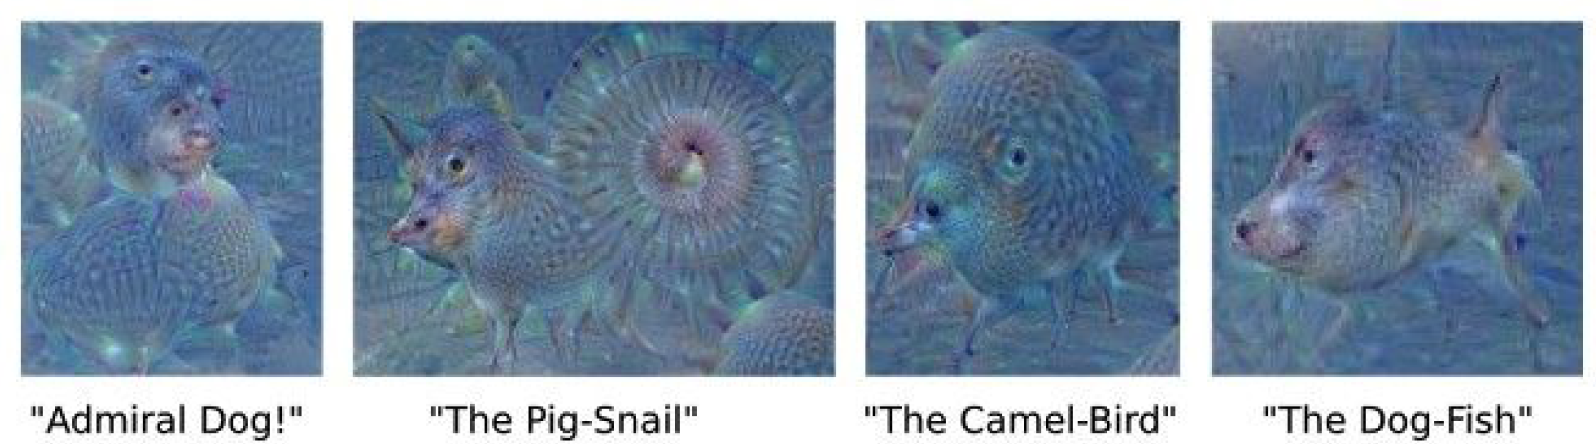 "Admiral Dog!" "The Pig-Snail" "The Camel-Bird" "The Dog-Fish"